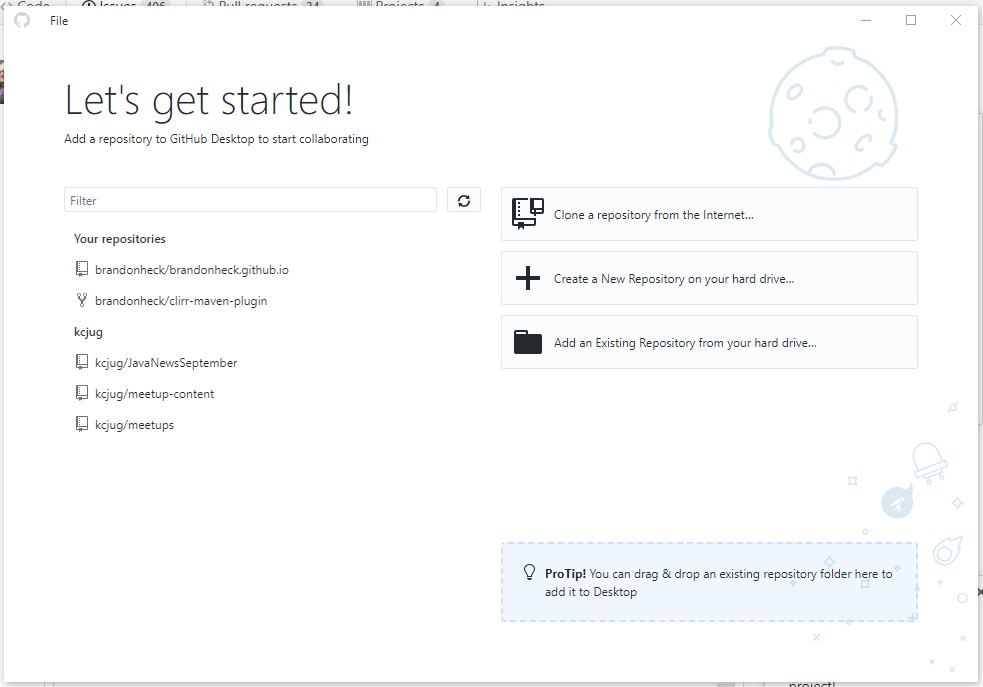 Code Issues 406 Pull requests 24 Projects 4 Insights
File
Let's get started!
Add a repository to GitHub Desktop to start collaborating
Filter
Your repositories
brandonheck/brandonheck.github.io
brandonheck/clirr-maven-plugin
kcjug
kcjug/JavaNewsSeptember
kcjug/meetup-content
kcjug/meetups
Clone a repository from the Internet...
Create a New Repository on your hard drive...
Add an Existing Repository from your hard drive...
ProTip! You can drag & drop an existing repository folder here to
add it to Desktop
project!